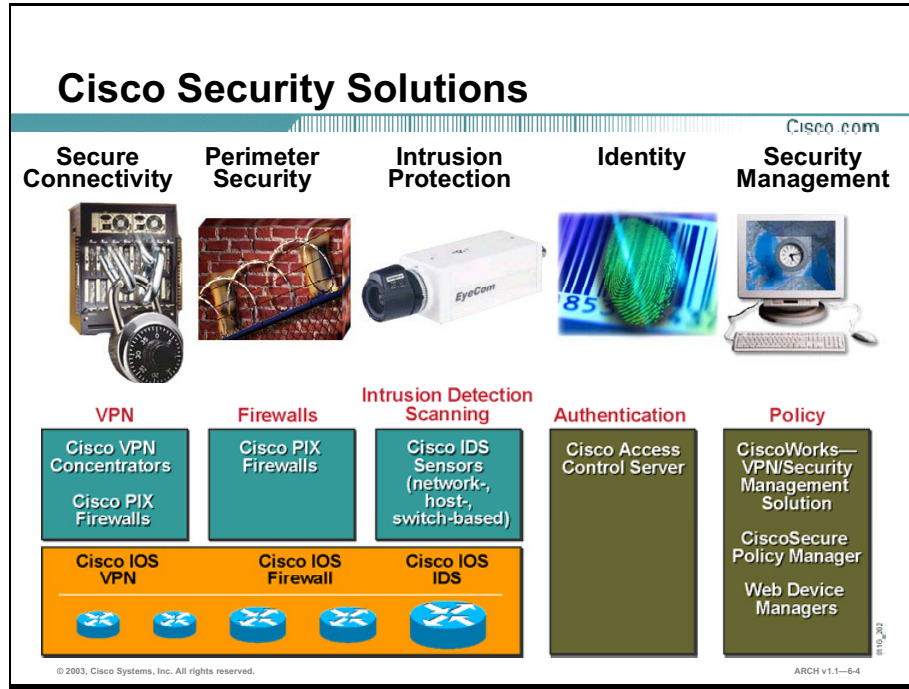 Cisco Security Solutions
Cisco.com
Secure
Connectivity
Perimeter
Security
Intrusion
Protection
Identity
Security
Management
EyeCom
85
VPN
Firewalls
Intrusion Detection
Scanning
Authentication
Policy
Cisco VPN
Concentrators
Cisco PIX
Firewalls
Cisco PIX
Firewalls
Cisco IDS
Sensors
(network-,
host-,
switch-based)
Cisco Access
Control Server
CiscoWorks—
VPN/Security
Management
Solution
CiscoSecure
Policy Manager
Web Device
Managers
Cisco IOS
VPN
Cisco IOS
Firewall
Cisco IOS
IDS
© 2003, Cisco Systems, Inc. All rights reserved.
ARCH v1.1—6-4